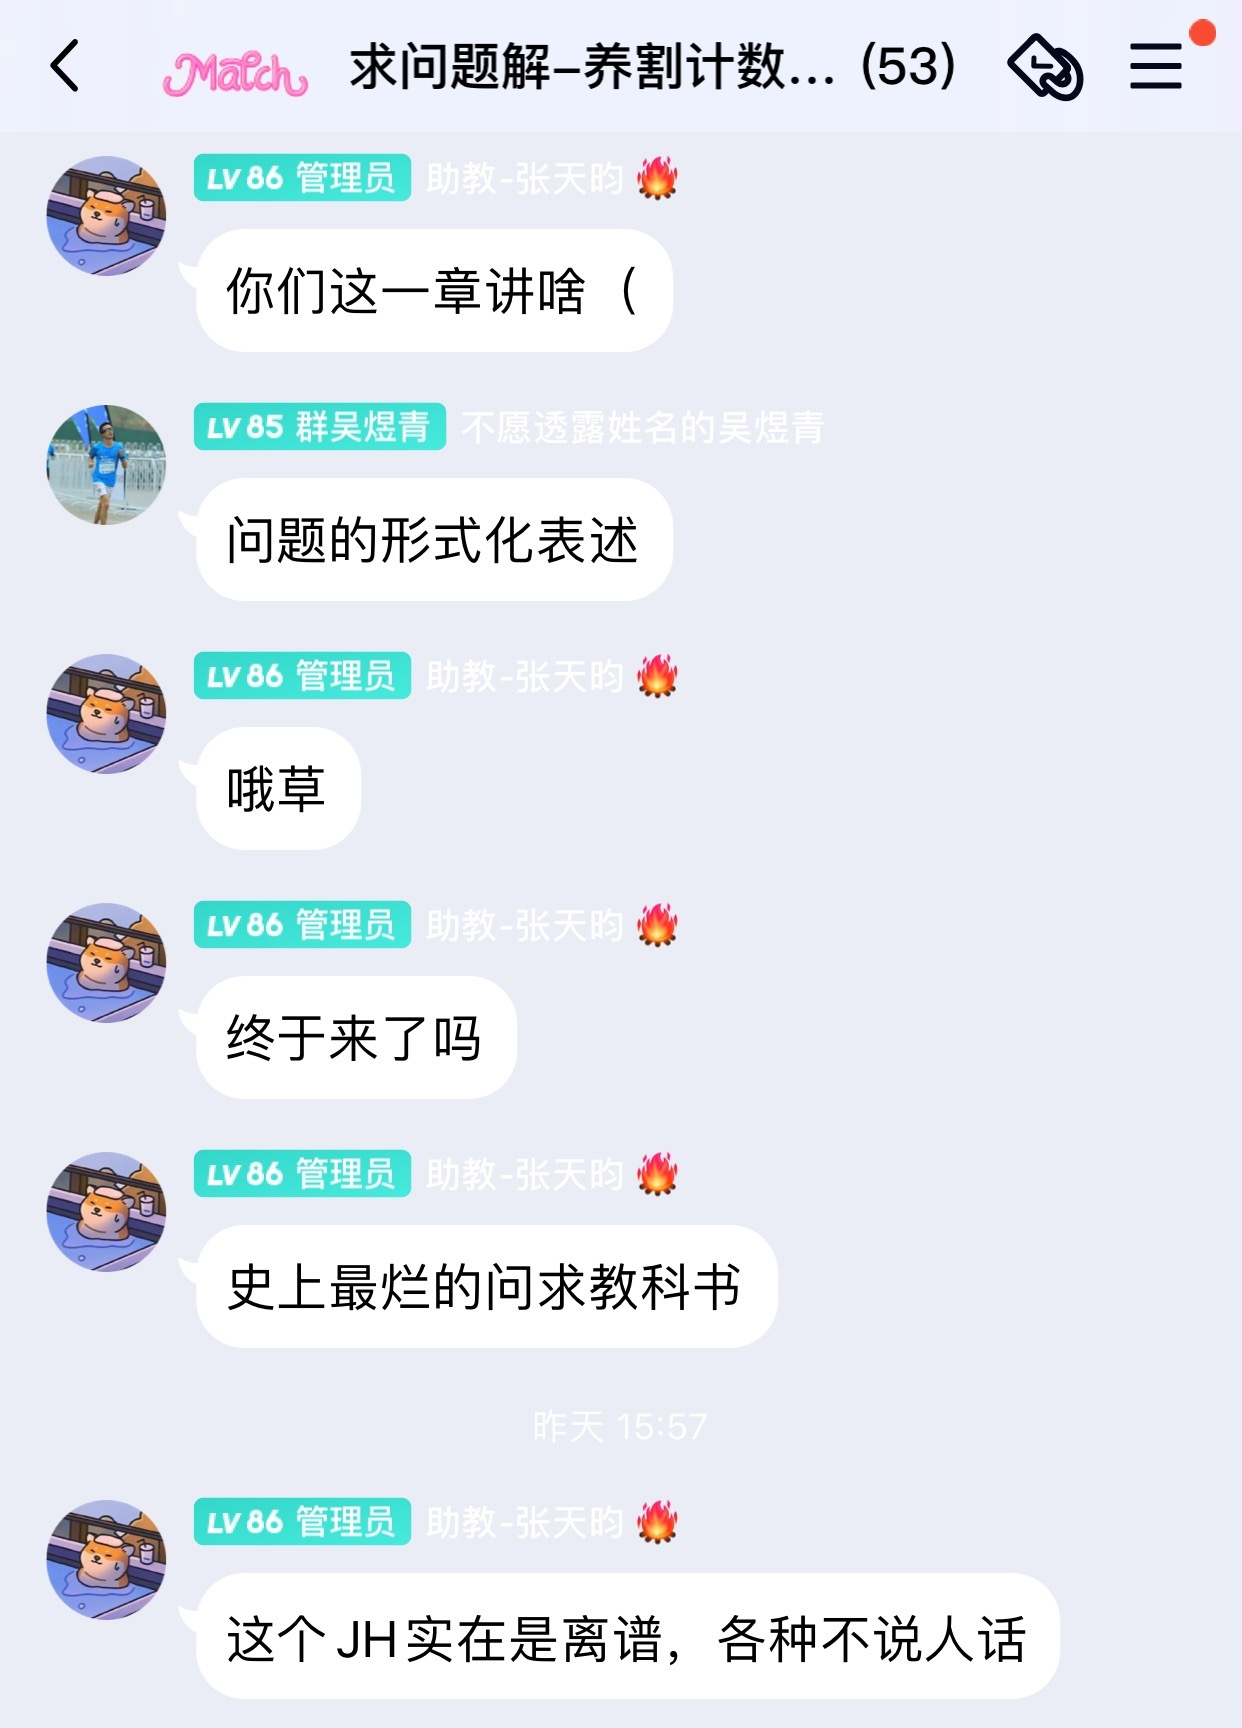 Match 求问题解–养割计数... (53)
LV 86 管理员 助教-张天昀🔥
你们这一章讲啥（
LV 85 群吴煜青 不愿透露姓名的吴煜青
问题的形式化表述
LV 86 管理员 助教-张天昀🔥
哦草
LV 86 管理员 助教-张天昀🔥
终于来了吗
LV 86 管理员 助教-张天昀🔥
史上最烂的问求教科书
昨天 15:57
LV 86 管理员 助教-张天昀🔥
这个JH实在是离谱，各种不说人话